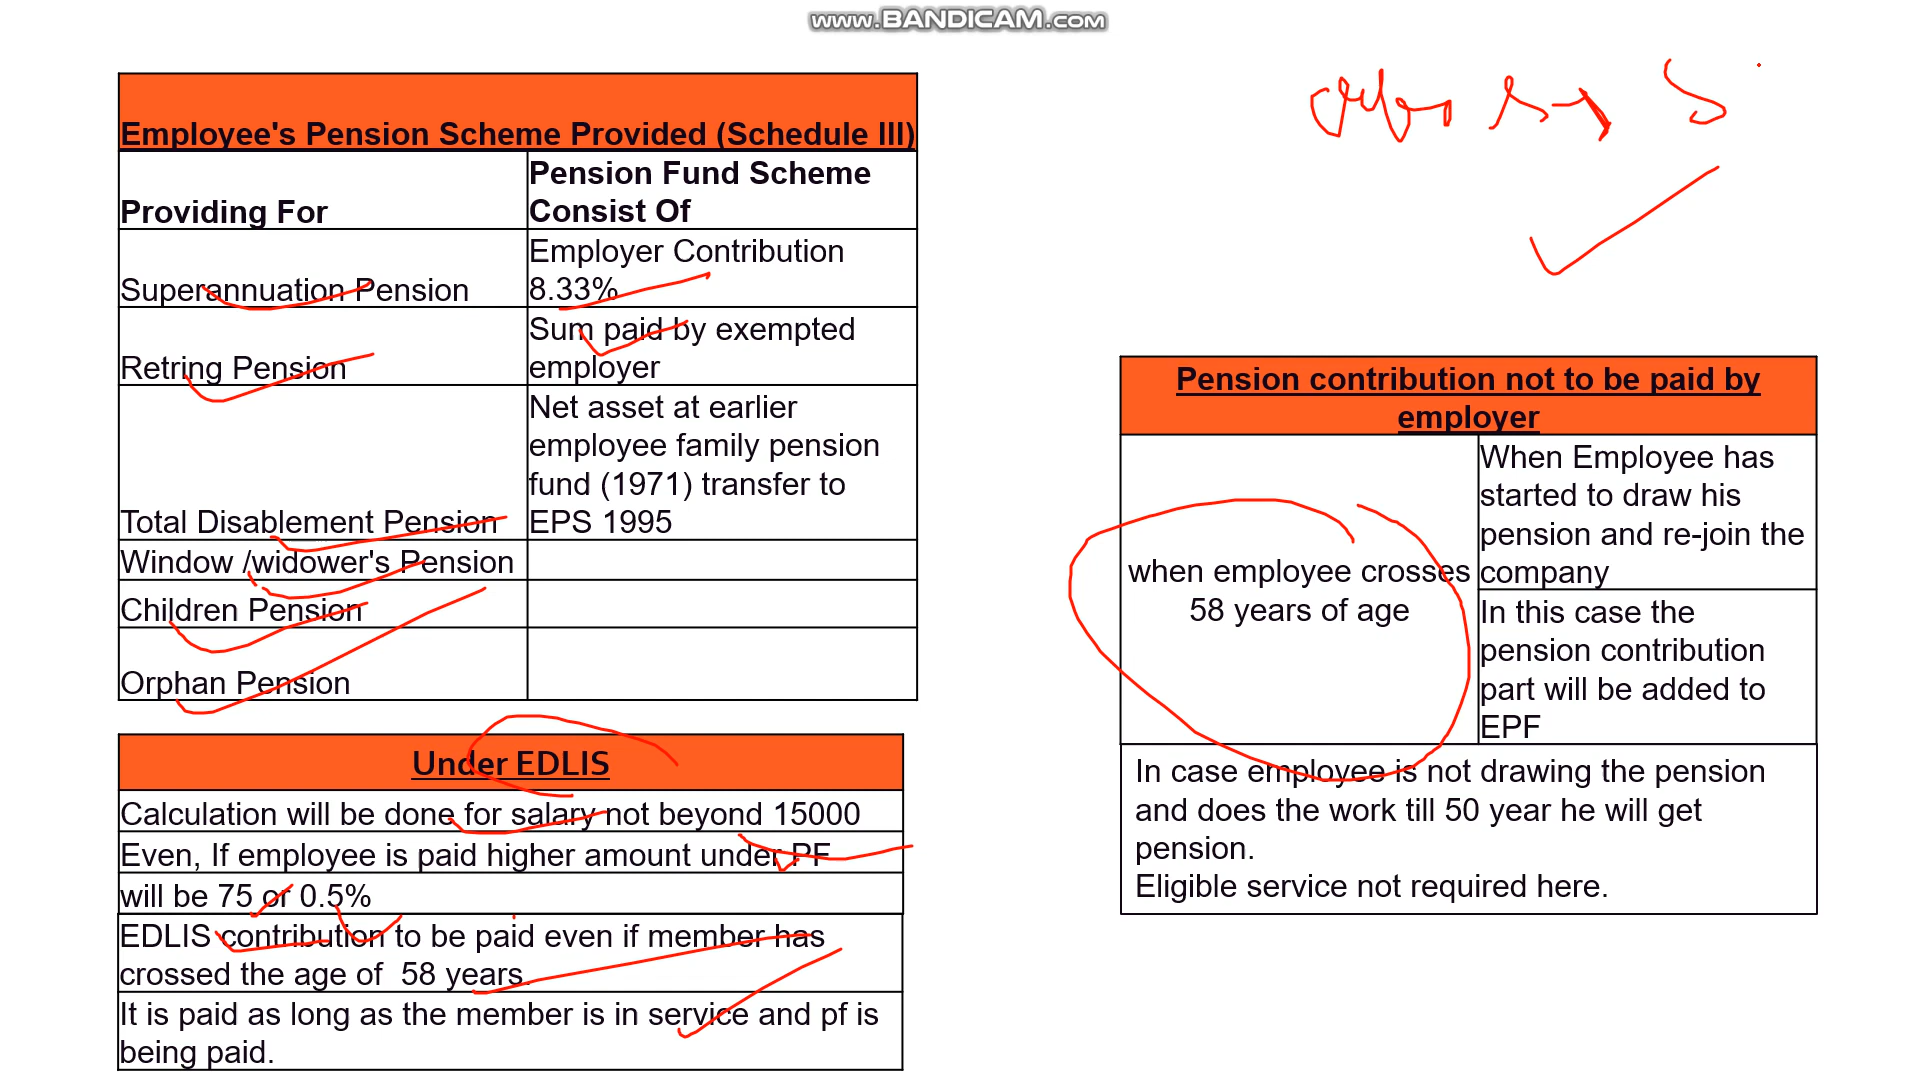 www.BANDICAM.com
Employee's Pension Scheme Provided (Schedule III)
Providing For
Pension Fund Scheme
Consist Of
Superannuation Pension
Employer Contribution
8.33%
Retring Pension
Sum paid by exempted
employer
Total Disablement Pension
Net asset at earlier
employee family pension
fund (1971) transfer to
EPS 1995
Window /widower's Pension
Children Pension
Orphan Pension
Under EDLIS
Calculation will be done for salary not beyond 15000
Even, If employee is paid higher amount under PF
will be 75 or 0.5%
EDLIS contribution to be paid even if member has
crossed the age of  58 years.
It is paid as long as the member is in service and pf is
being paid.
Pension contribution not to be paid by
employer
when employee crosses
58 years of age
When Employee has
started to draw his
pension and re-join the
company
In this case the
pension contribution
part will be added to
EPF
In case employee is not drawing the pension
and does the work till 50 year he will get
pension.
Eligible service not required here.